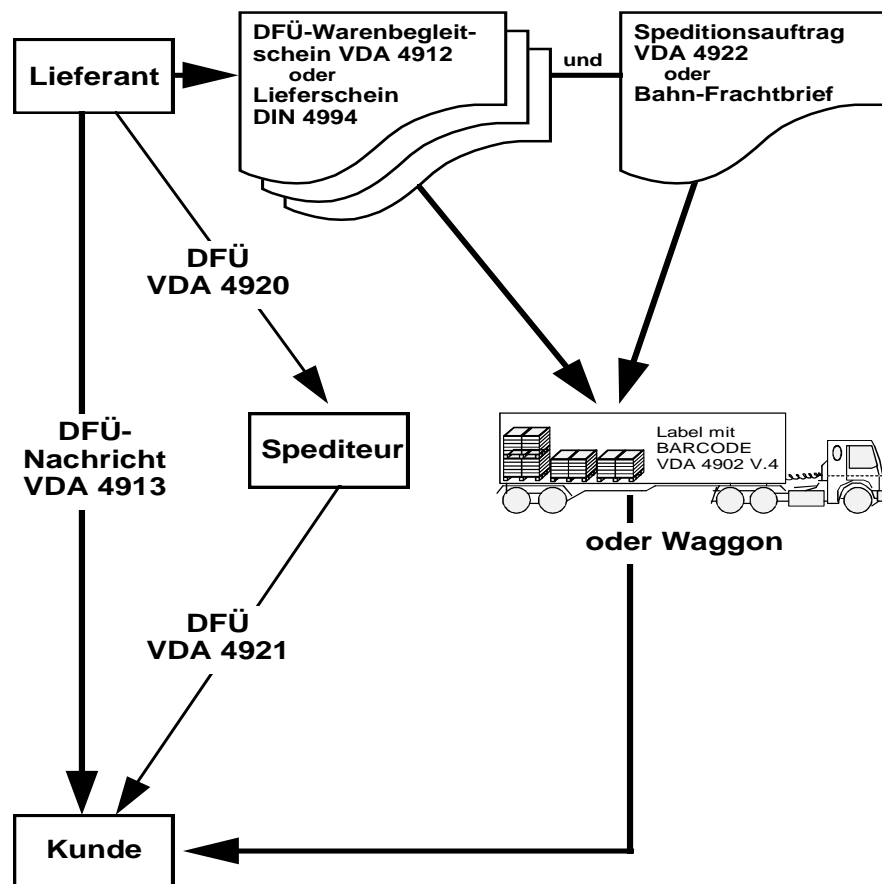 Lieferant
DFÜ-Warenbegleit-
schein VDA 4912
oder
Lieferschein
DIN 4994
und
Speditionsauftrag
VDA 4922
oder
Bahn-Frachtbrief
DFÜ
VDA 4920
DFÜ-
Nachricht
VDA 4913
Spediteur
Label mit
BARCODE
VDA 4902 V.4
oder Waggon
DFÜ
VDA 4921
Kunde